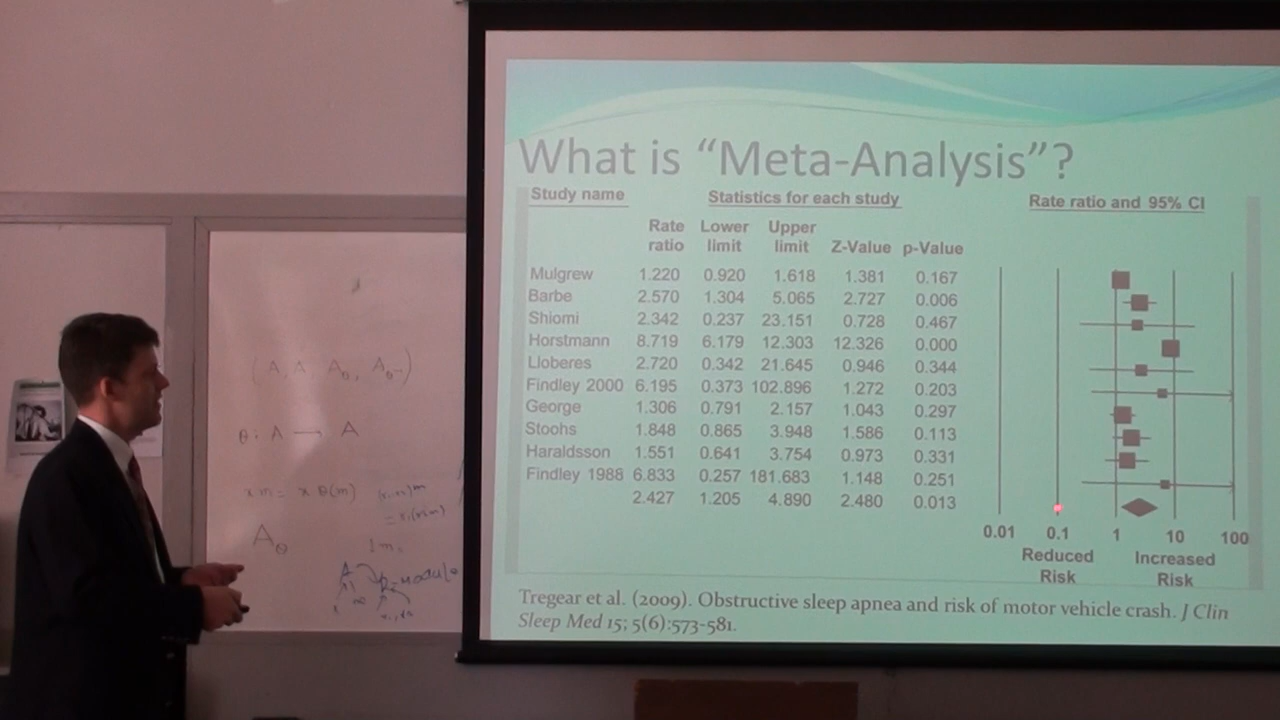 What is “Meta-Analysis”?
Study name Statistics for each study Rate ratio and 95% CI
Rate Lower Upper
ratio limit limit Z-Value p-Value
Mulgrew 1.220 0.920 1.618 1.381 0.167
Barbe 2.570 1.304 5.065 2.727 0.006
Shiomi 2.342 0.237 23.151 0.728 0.467
Horstmann 8.719 6.179 12.303 12.326 0.000
Lloberes 2.720 0.342 21.645 0.946 0.344
Findley 2000 6.195 0.373 102.896 1.272 0.203
George 1.306 0.791 2.157 1.043 0.297
Stoohs 1.848 0.865 3.948 1.586 0.113
Haraldsson 1.551 0.641 3.754 0.973 0.331
Findley 1988 6.833 0.257 181.683 1.148 0.251
2.427 1.205 4.890 2.480 0.013
0.01 0.1 1 10 100
Reduced Increased
Risk Risk
Tregear et al. (2009). Obstructive sleep apnea and risk of motor vehicle crash. J Clin
Sleep Med 15; 5(6):573-581.
θ: A → A
A_θ